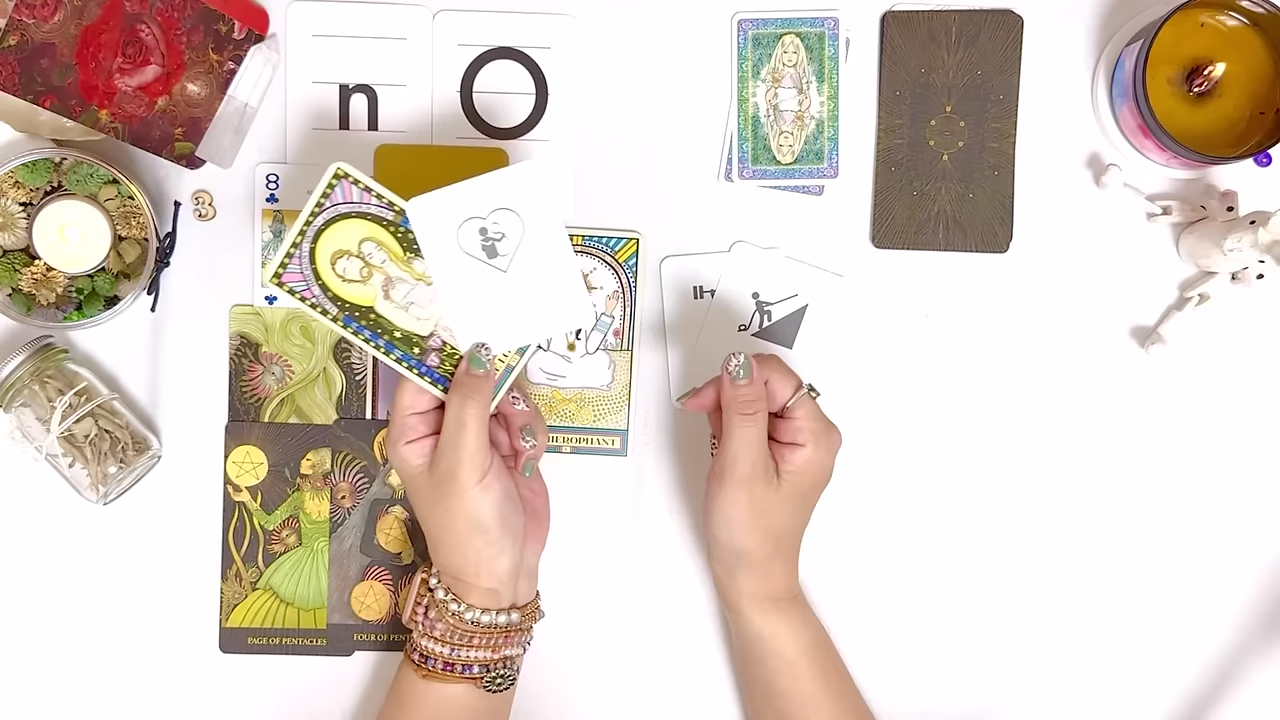 n O
8
3
HIEROPHANT
PAGE OF PENTACLES
FOUR OF PENT